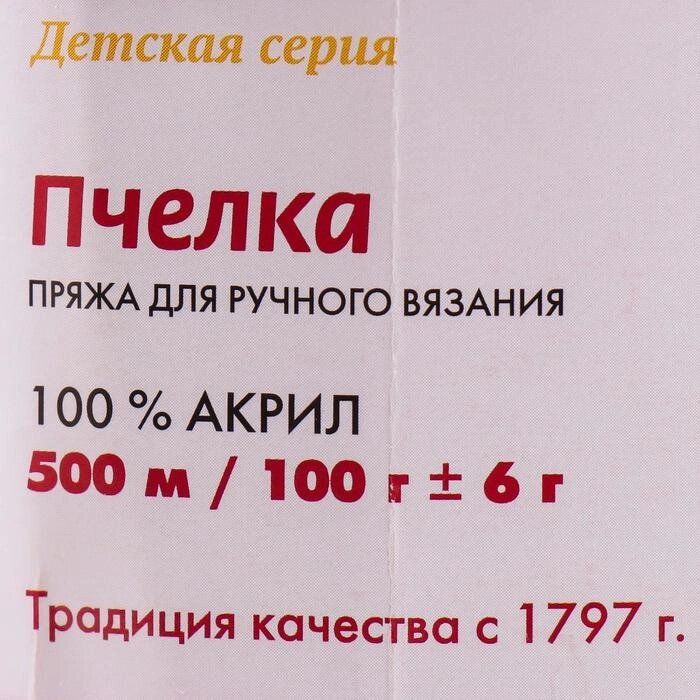 Детская серия
Пчелка
ПРЯЖА ДЛЯ РУЧНОГО ВЯЗАНИЯ
100 % АКРИЛ
500 м / 100 г ± 6 г
Традиция качества с 1797 г.